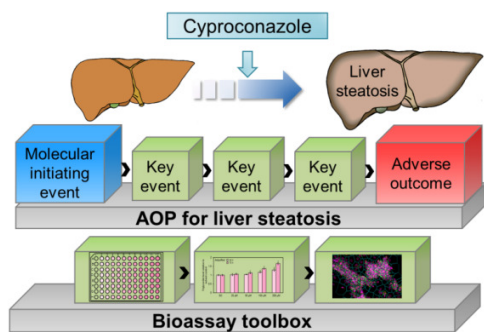 Cyproconazole
Liver
steatosis
Molecular
initiating
event
Key
event
Key
event
Key
event
Adverse
outcome
AOP for liver steatosis
Bioassay toolbox